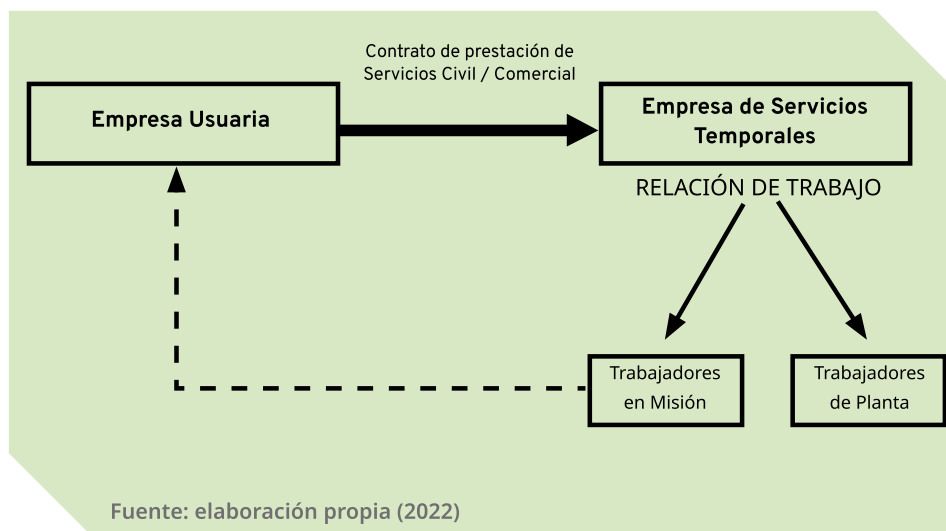 Contrato de prestación de
Servicios Civil / Comercial
Empresa Usuaria
Empresa de Servicios
Temporales
RELACIÓN DE TRABAJO
Trabajadores
en Misión
Trabajadores
de Planta
Fuente: elaboración propia (2022)